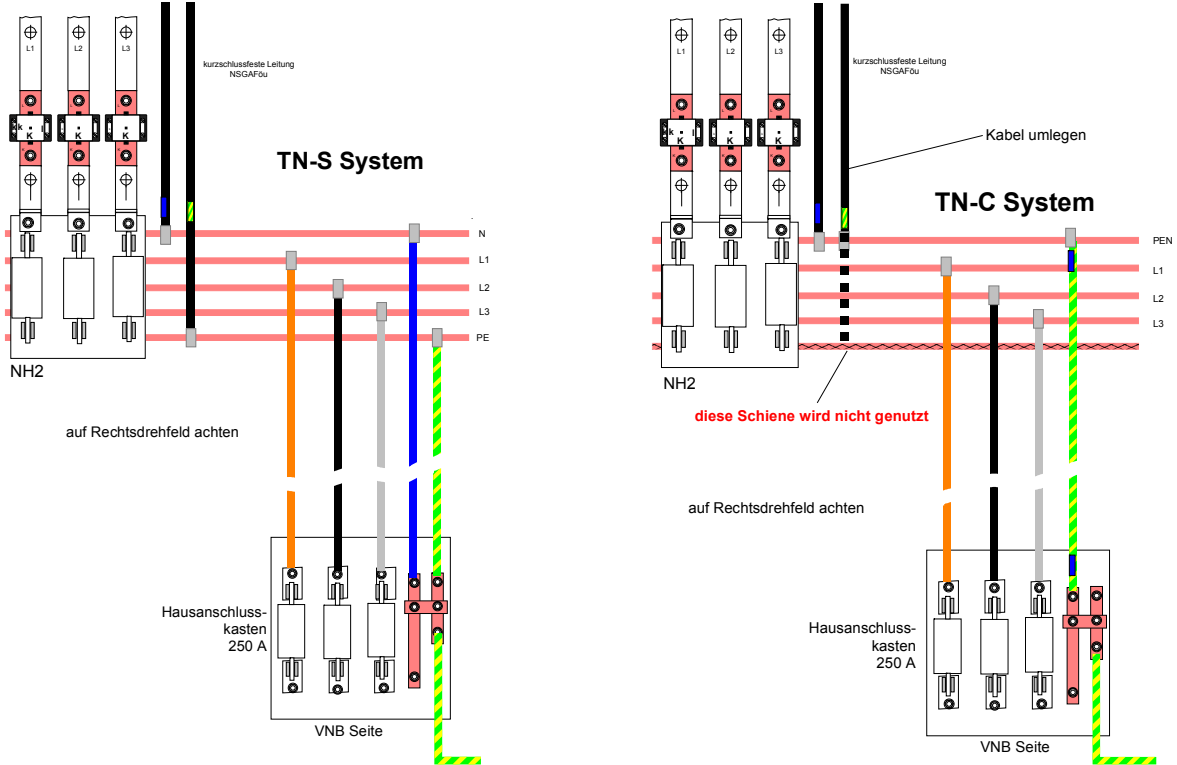 L1 L2 L3
kurzschlussfeste Leitung
NSGAFöu
k K K K l
TN-S System
N
L1
L2
L3
PE
NH2
auf Rechtsdrehfeld achten
Hausanschluss-
kasten
250 A
VNB Seite
L1 L2 L3
kurzschlussfeste Leitung
NSGAFöu
k K K K l
Kabel umlegen
TN-C System
PEN
L1
L2
L3
NH2
diese Schiene wird nicht genutzt
auf Rechtsdrehfeld achten
Hausanschluss-
kasten
250 A
VNB Seite